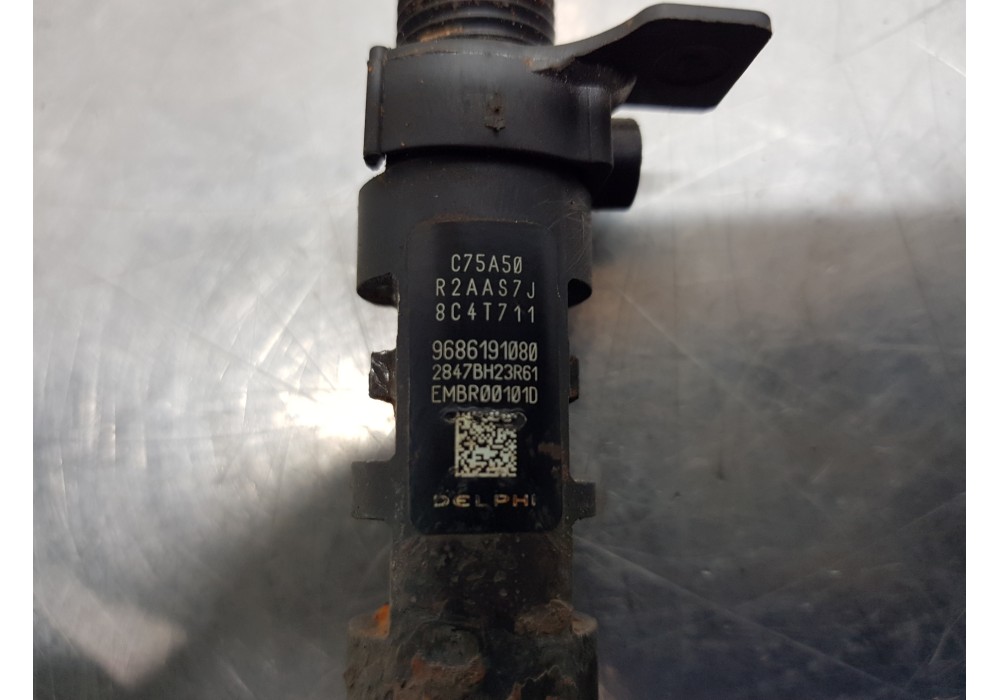 C75A50
R2AAS7J
8C4T711
9686191080
2847BH23R61
EMBR00101D
DELPHI